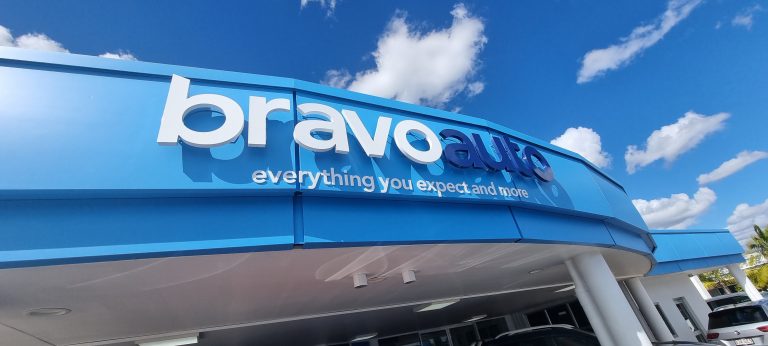 bravoauto
everything you expect and more